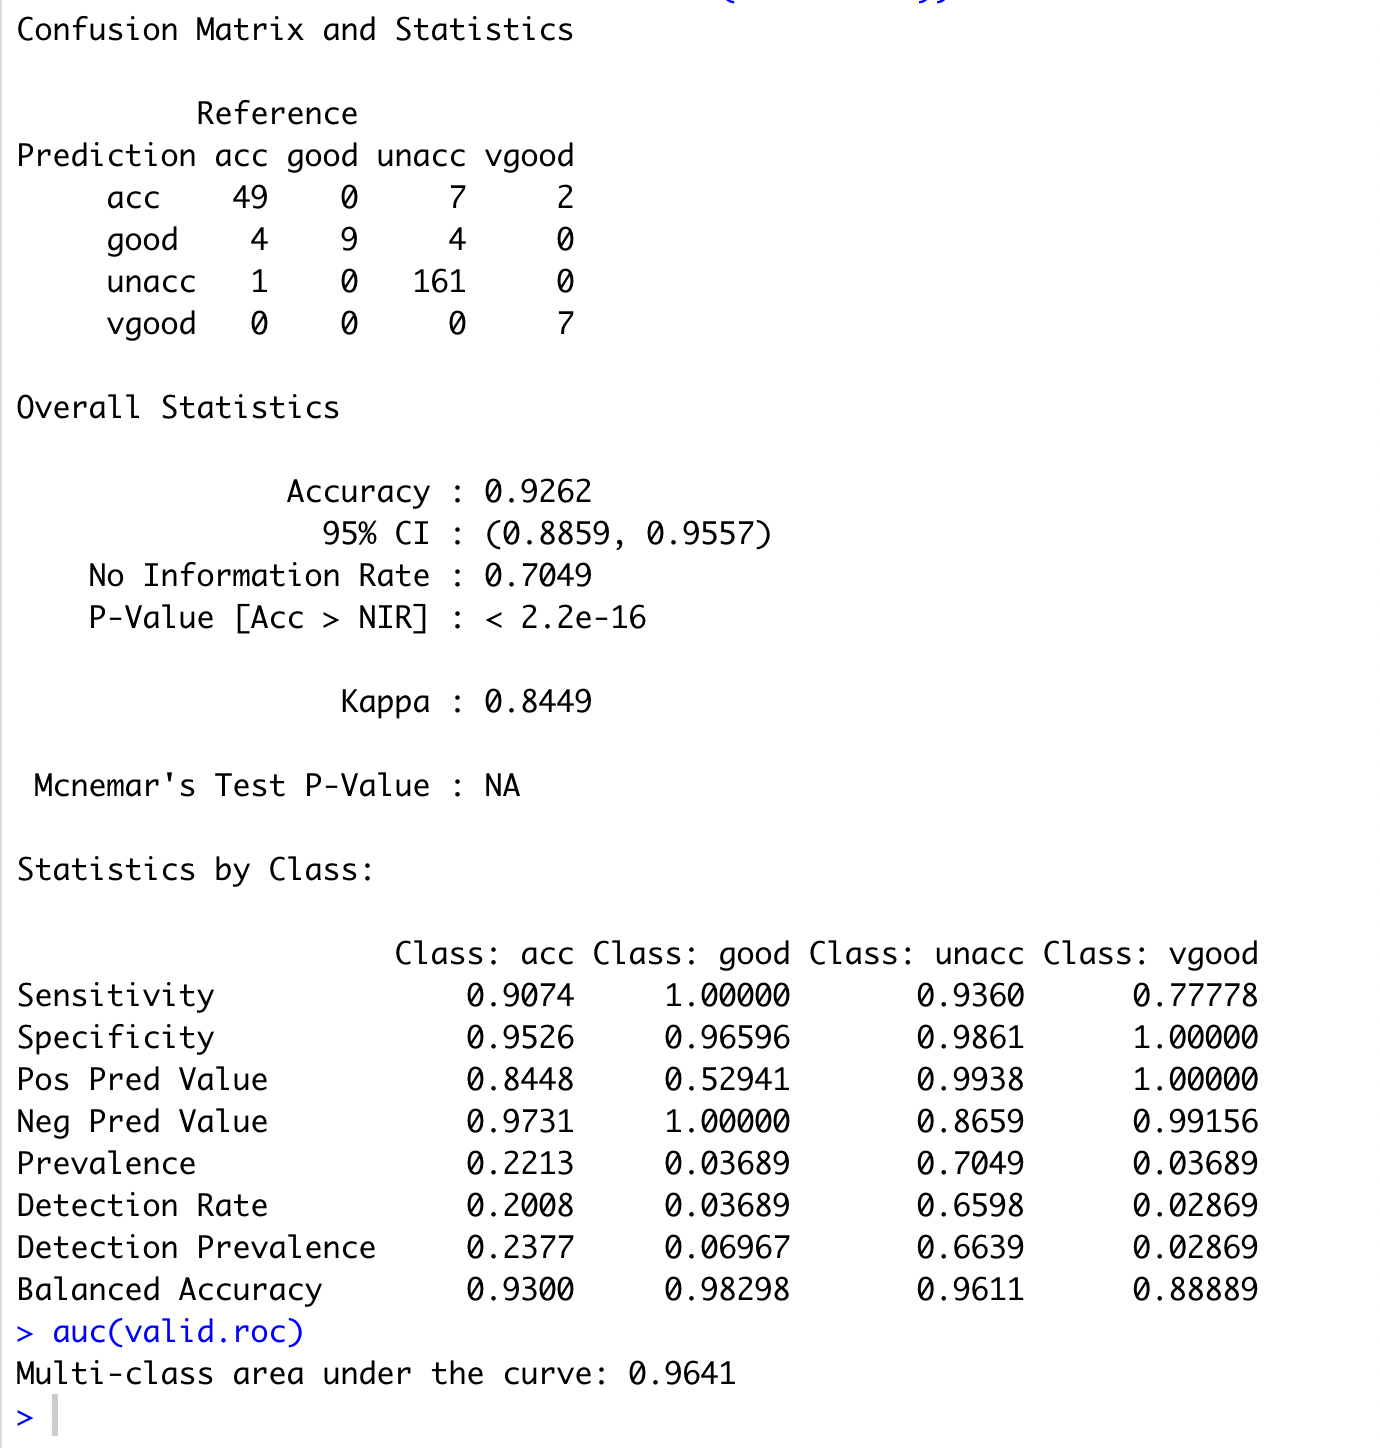 Confusion Matrix and Statistics
Reference
Prediction acc good unacc vgood
acc 49 0 7 2
good 4 9 4 0
unacc 1 0 161 0
vgood 0 0 0 7
Overall Statistics
Accuracy : 0.9262
95% CI : (0.8859, 0.9557)
No Information Rate : 0.7049
P-Value [Acc > NIR] : < 2.2e-16
Kappa : 0.8449
Mcnemar's Test P-Value : NA
Statistics by Class:
Class: acc Class: good Class: unacc Class: vgood
Sensitivity 0.9074 1.00000 0.9360 0.77778
Specificity 0.9526 0.96596 0.9861 1.00000
Pos Pred Value 0.8448 0.52941 0.9938 1.00000
Neg Pred Value 0.9731 1.00000 0.8659 0.99156
Prevalence 0.2213 0.03689 0.7049 0.03689
Detection Rate 0.2008 0.03689 0.6598 0.02869
Detection Prevalence 0.2377 0.06967 0.6639 0.02869
Balanced Accuracy 0.9300 0.98298 0.9611 0.88889
> auc(valid.roc)
Multi-class area under the curve: 0.9641
>